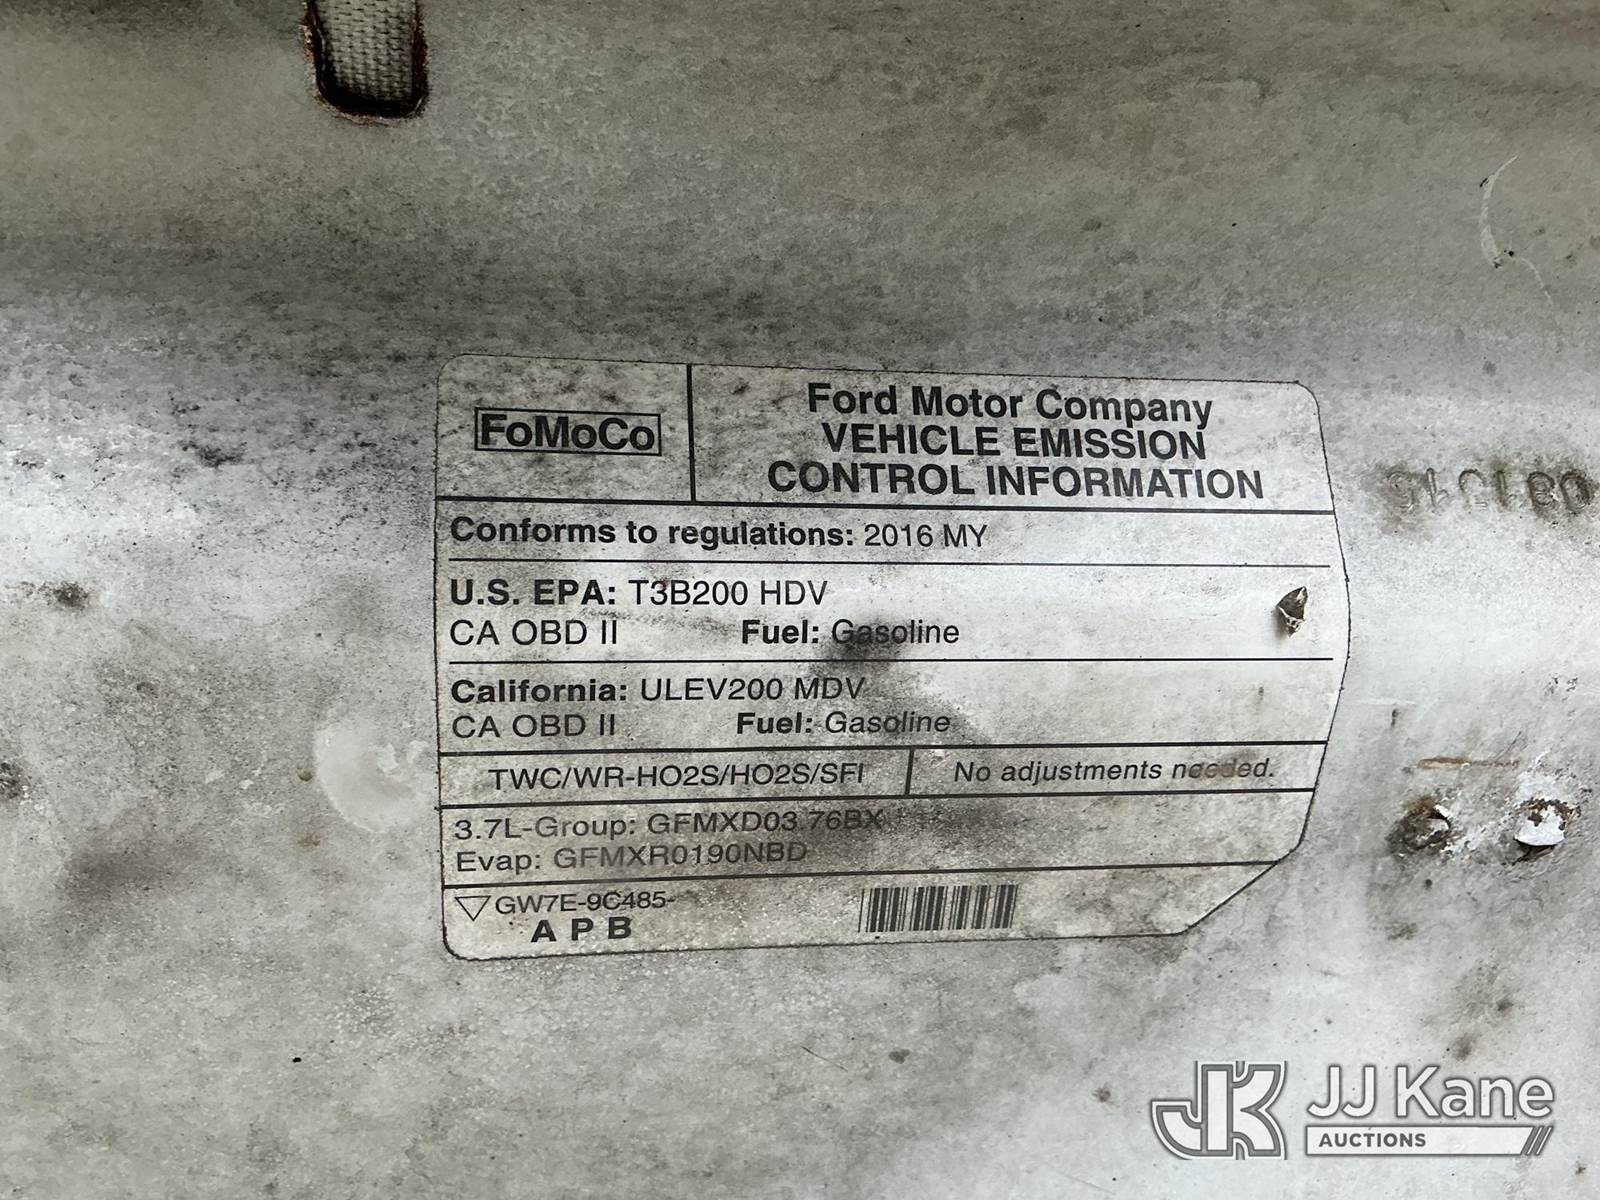 FoMoCo
Ford Motor Company
VEHICLE EMISSION
CONTROL INFORMATION
Conforms to regulations: 2016 MY
U.S. EPA: T3B200 HDV
CA OBD II Fuel: Gasoline
California: ULEV200 MDV
CA OBD II Fuel: Gasoline
TWC/WR-HO2S/HO2S/SFI No adjustments needed.
3.7L-Group: GFMXD03.76BX
Evap: GFMXR0190NBD
GW7E-9C485-
A P B
JJ Kane
AUCTIONS